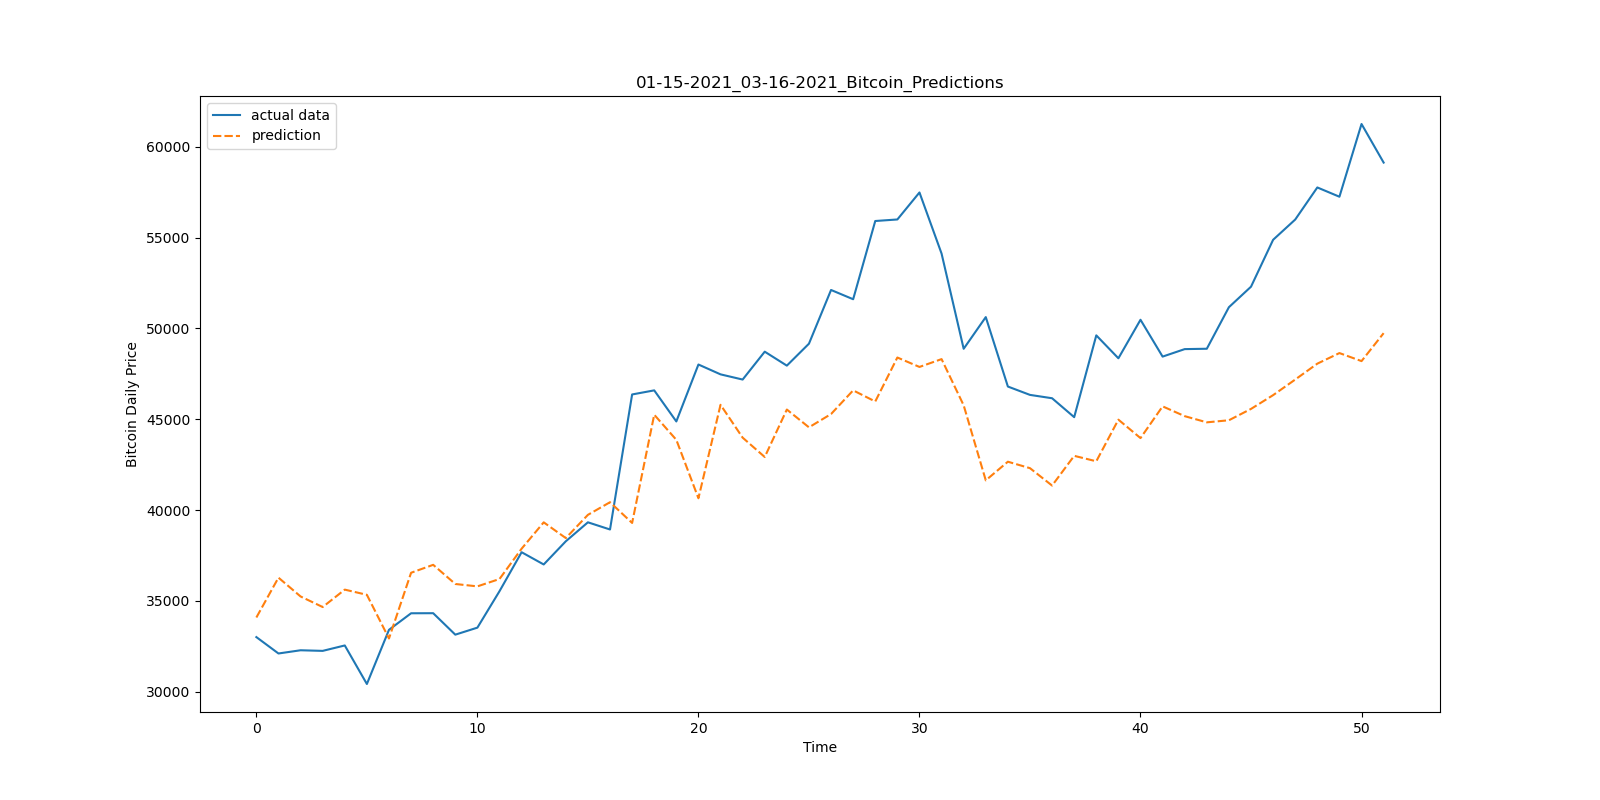 01-15-2021_03-16-2021_Bitcoin_Predictions
actual data
prediction
60000
55000
50000
45000
40000
35000
30000
Bitcoin Daily Price
0 10 20 30 40 50
Time